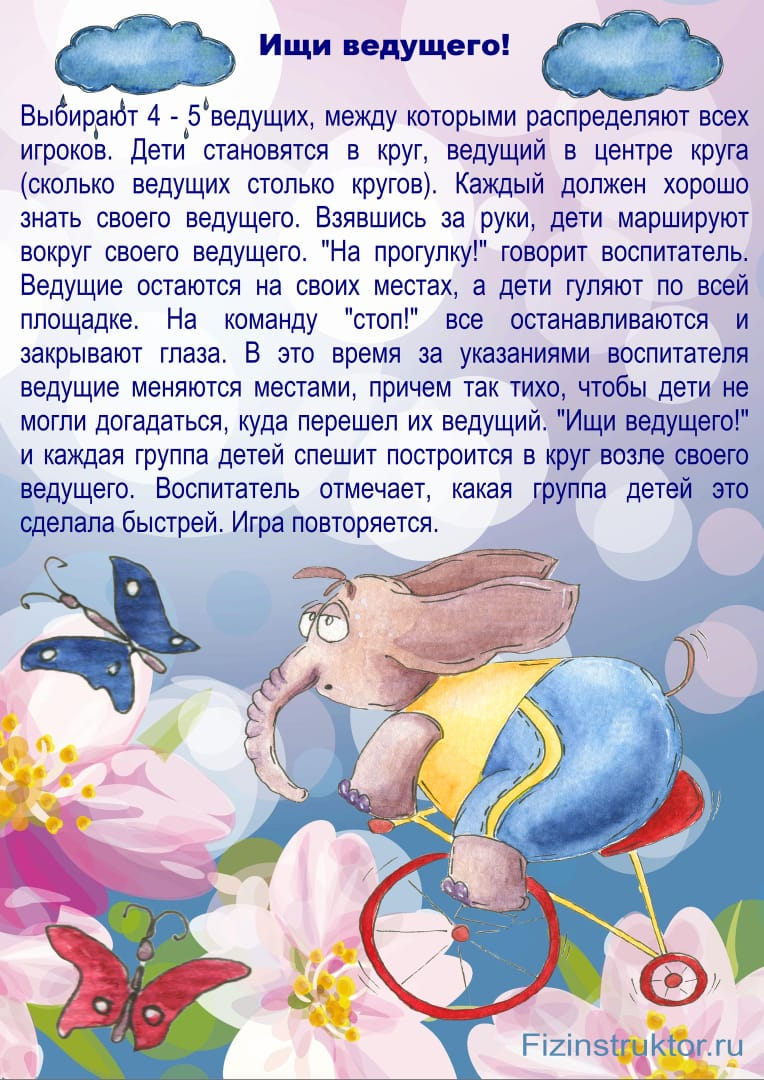 Ищи ведущего!
Выбирают 4 - 5 ведущих, между которыми распределяют всех
игроков. Дети становятся в круг, ведущий в центре круга
(сколько ведущих столько кругов). Каждый должен хорошо
знать своего ведущего. Взявшись за руки, дети маршируют
вокруг своего ведущего. "На прогулку!" говорит воспитатель.
Ведущие остаются на своих местах, а дети гуляют по всей
площадке. На команду "стоп!" все останавливаются и
закрывают глаза. В это время за указаниями воспитателя
ведущие меняются местами, причем так тихо, чтобы дети не
могли догадаться, куда перешел их ведущий. "Ищи ведущего!"
и каждая группа детей спешит построится в круг возле своего
ведущего. Воспитатель отмечает, какая группа детей это
сделала быстрей. Игра повторяется.
Fizinstruktor.ru